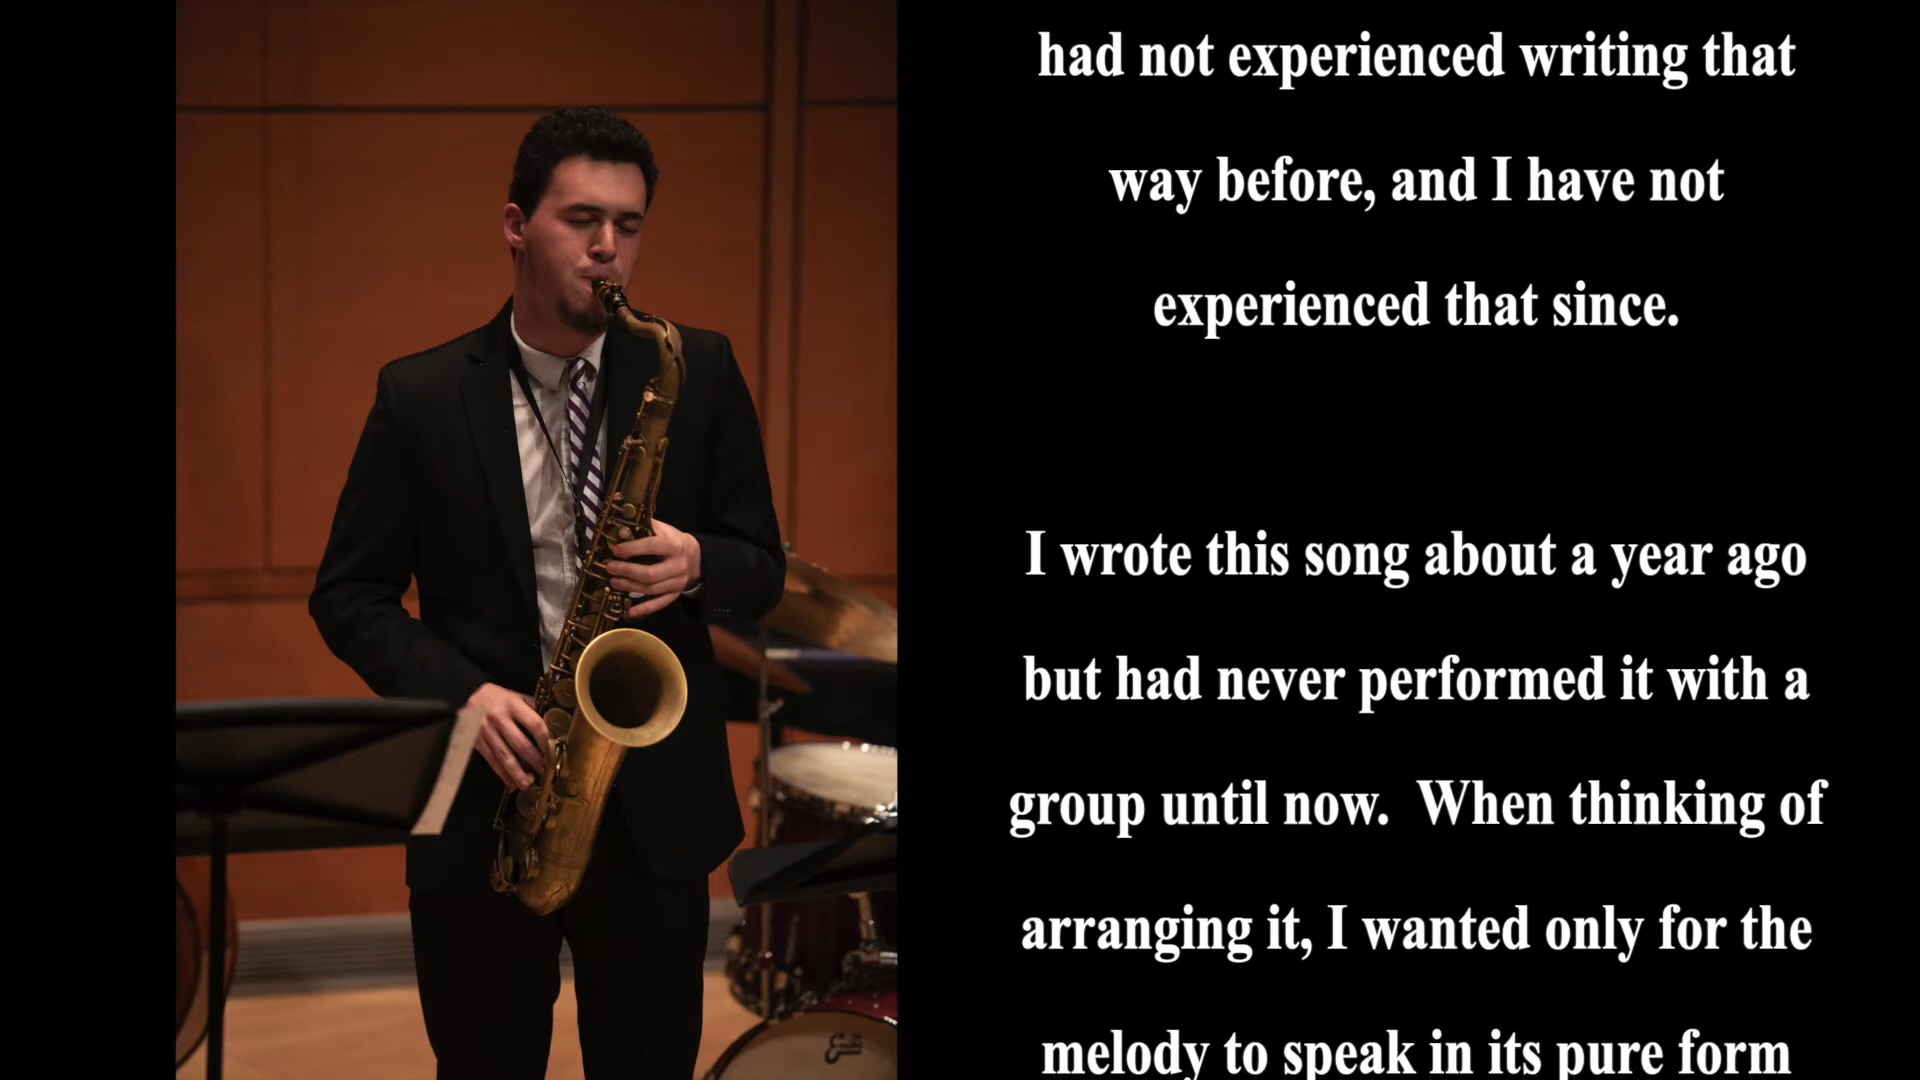 had not experienced writing that
way before, and I have not
experienced that since.
I wrote this song about a year ago
but had never performed it with a
group until now.  When thinking of
arranging it, I wanted only for the
melody to speak in its pure form